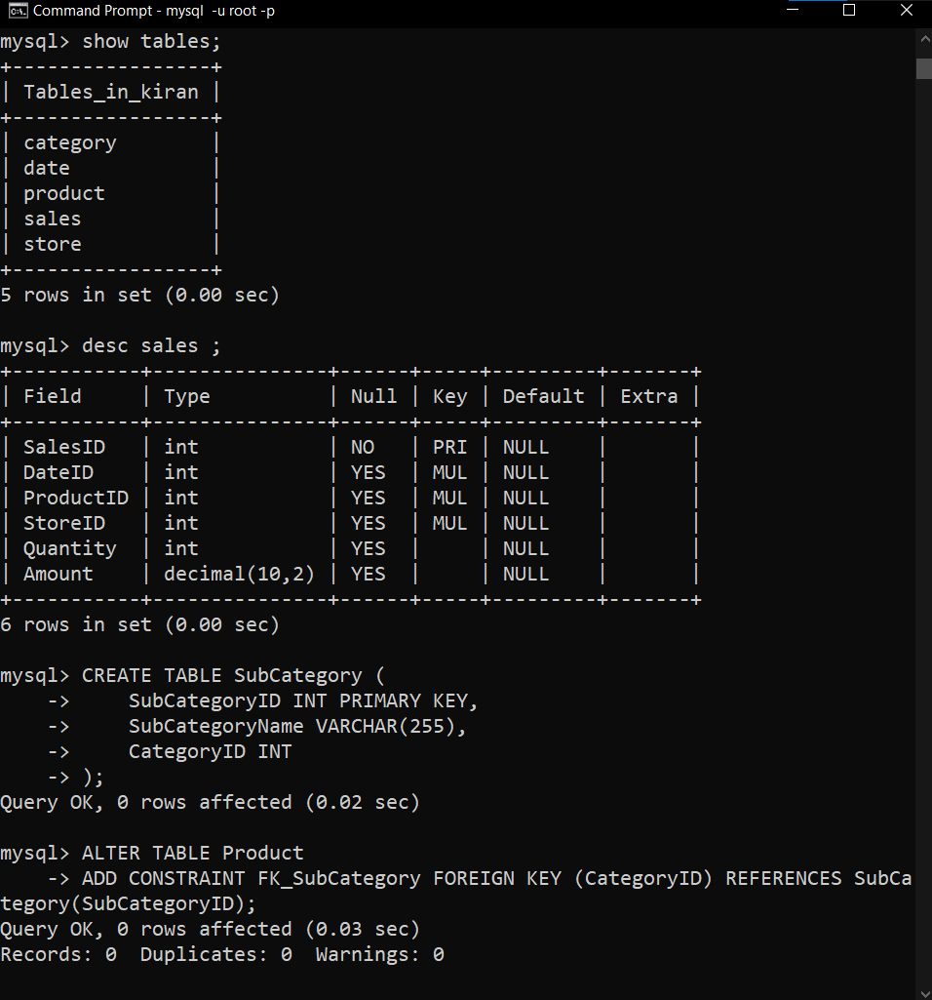 Command Prompt - mysql  -u root -p
mysql> show tables;
+-----------------+
| Tables_in_kiran |
+-----------------+
| category        |
| date            |
| product         |
| sales           |
| store           |
+-----------------+
5 rows in set (0.00 sec)
mysql> desc sales ;
+-----------+---------------+------+-----+---------+-------+
| Field     | Type          | Null | Key | Default | Extra |
+-----------+---------------+------+-----+---------+-------+
| SalesID   | int           | NO   | PRI | NULL    |       |
| DateID    | int           | YES  | MUL | NULL    |       |
| ProductID | int           | YES  | MUL | NULL    |       |
| StoreID   | int           | YES  | MUL | NULL    |       |
| Quantity  | int           | YES  |     | NULL    |       |
| Amount    | decimal(10,2) | YES  |     | NULL    |       |
+-----------+---------------+------+-----+---------+-------+
6 rows in set (0.00 sec)
mysql> CREATE TABLE SubCategory (
    ->     SubCategoryID INT PRIMARY KEY,
    ->     SubCategoryName VARCHAR(255),
    ->     CategoryID INT
    -> );
Query OK, 0 rows affected (0.02 sec)
mysql> ALTER TABLE Product
    -> ADD CONSTRAINT FK_SubCategory FOREIGN KEY (CategoryID) REFERENCES SubCa
tegory(SubCategoryID);
Query OK, 0 rows affected (0.03 sec)
Records: 0  Duplicates: 0  Warnings: 0